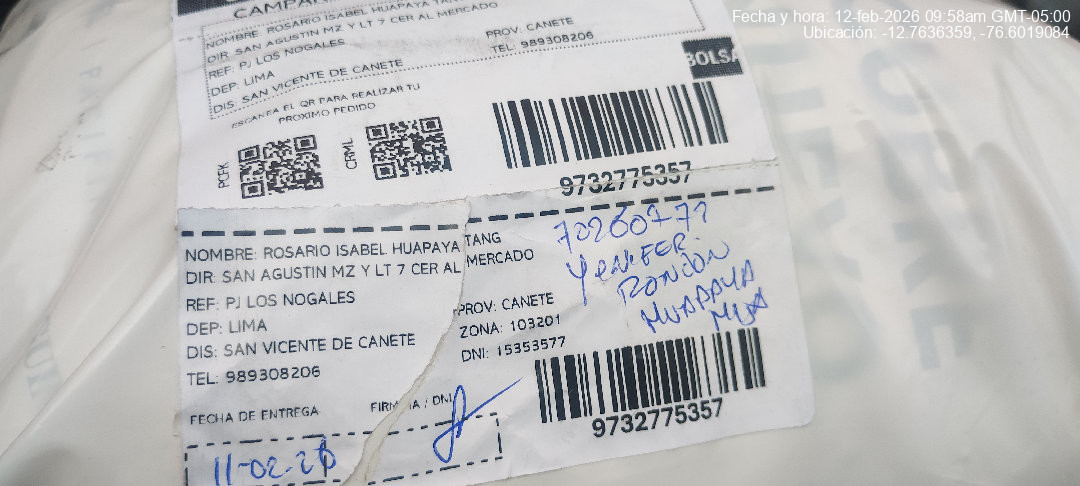 Fecha y hora: 12-feb-2026 09:58am GMT-05:00
Ubicación: -12.7636359, -76.6019084
NOMBRE: ROSARIO ISABEL HUAPAYA
DIR: SAN AGUSTIN MZ Y LT 7 CER AL MERCADO
REF: PJ LOS NOGALES
DEP: LIMA
DIS: SAN VICENTE DE CANETE
PROV: CANETE
TEL: 989308206
BOLSA
ESCANEA EL QR PARA REALIZAR TU
PROXIMO PEDIDO
PCFK
CRML
9732775357
NOMBRE: ROSARIO ISABEL HUAPAYA TANG
DIR: SAN AGUSTIN MZ Y LT 7 CER AL MERCADO
REF: PJ LOS NOGALES
DEP: LIMA
DIS: SAN VICENTE DE CANETE
TEL: 989308206
PROV: CANETE
ZONA: 103201
DNI: 15353577
FECHA DE ENTREGA
FIRMA / DNI
11-02-26
70260771
YENIFER
RONDÓN
HUAPAYA
9732775357